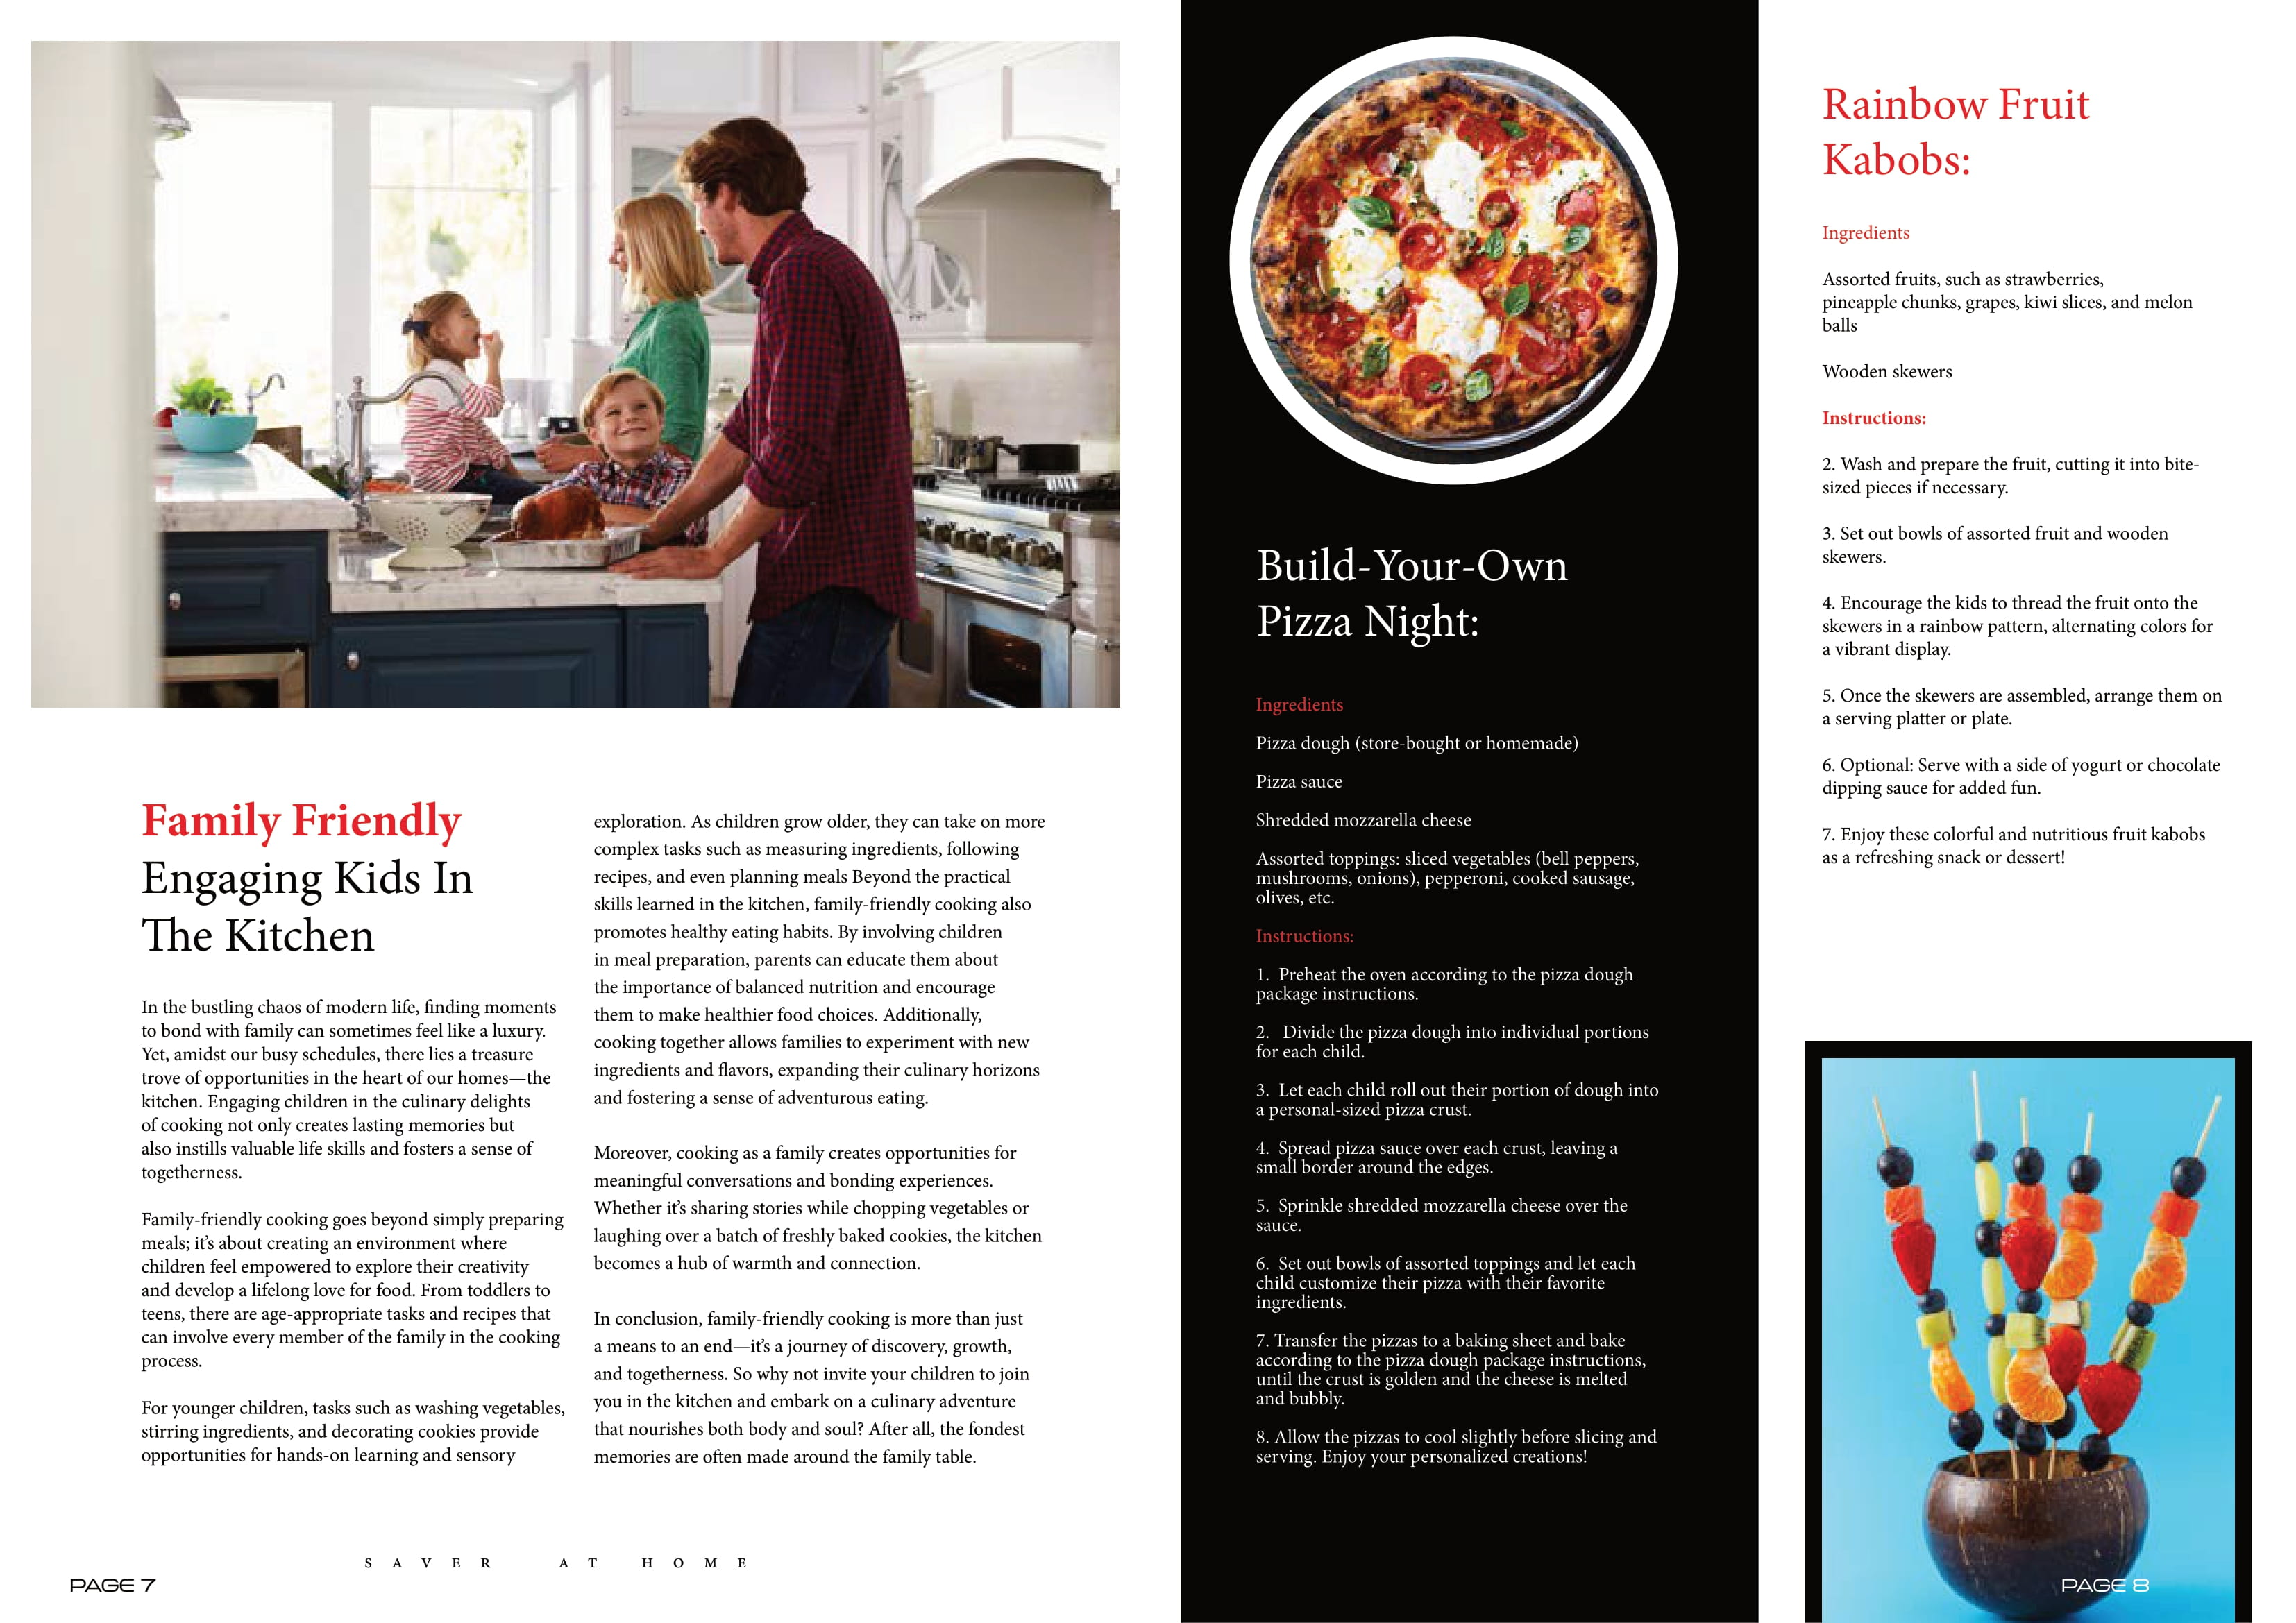 Family Friendly
Engaging Kids In
The Kitchen
In the bustling chaos of modern life, finding moments
to bond with family can sometimes feel like a luxury.
Yet, amidst our busy schedules, there lies a treasure
trove of opportunities in the heart of our homes—the
kitchen. Engaging children in the culinary delights
of cooking not only creates lasting memories but
also instills valuable life skills and fosters a sense of
togetherness.
Family-friendly cooking goes beyond simply preparing
meals; it’s about creating an environment where
children feel empowered to explore their creativity
and develop a lifelong love for food. From toddlers to
teens, there are age-appropriate tasks and recipes that
can involve every member of the family in the cooking
process.
For younger children, tasks such as washing vegetables,
stirring ingredients, and decorating cookies provide
opportunities for hands-on learning and sensory
exploration. As children grow older, they can take on more
complex tasks such as measuring ingredients, following
recipes, and even planning meals Beyond the practical
skills learned in the kitchen, family-friendly cooking also
promotes healthy eating habits. By involving children
in meal preparation, parents can educate them about
the importance of balanced nutrition and encourage
them to make healthier food choices. Additionally,
cooking together allows families to experiment with new
ingredients and flavors, expanding their culinary horizons
and fostering a sense of adventurous eating.
Moreover, cooking as a family creates opportunities for
meaningful conversations and bonding experiences.
Whether it’s sharing stories while chopping vegetables or
laughing over a batch of freshly baked cookies, the kitchen
becomes a hub of warmth and connection.
In conclusion, family-friendly cooking is more than just
a means to an end—it’s a journey of discovery, growth,
and togetherness. So why not invite your children to join
you in the kitchen and embark on a culinary adventure
that nourishes both body and soul? After all, the fondest
memories are often made around the family table.
SAVER AT HOME
PAGE 7
Build-Your-Own
Pizza Night:
Ingredients
Pizza dough (store-bought or homemade)
Pizza sauce
Shredded mozzarella cheese
Assorted toppings: sliced vegetables (bell peppers,
mushrooms, onions), pepperoni, cooked sausage,
olives, etc.
Instructions:
1. Preheat the oven according to the pizza dough
package instructions.
2. Divide the pizza dough into individual portions
for each child.
3. Let each child roll out their portion of dough into
a personal-sized pizza crust.
4. Spread pizza sauce over each crust, leaving a
small border around the edges.
5. Sprinkle shredded mozzarella cheese over the
sauce.
6. Set out bowls of assorted toppings and let each
child customize their pizza with their favorite
ingredients.
7. Transfer the pizzas to a baking sheet and bake
according to the pizza dough package instructions,
until the crust is golden and the cheese is melted
and bubbly.
8. Allow the pizzas to cool slightly before slicing and
serving. Enjoy your personalized creations!
Rainbow Fruit
Kabobs:
Ingredients
Assorted fruits, such as strawberries,
pineapple chunks, grapes, kiwi slices, and melon
balls
Wooden skewers
Instructions:
2. Wash and prepare the fruit, cutting it into bite-
sized pieces if necessary.
3. Set out bowls of assorted fruit and wooden
skewers.
4. Encourage the kids to thread the fruit onto the
skewers in a rainbow pattern, alternating colors for
a vibrant display.
5. Once the skewers are assembled, arrange them on
a serving platter or plate.
6. Optional: Serve with a side of yogurt or chocolate
dipping sauce for added fun.
7. Enjoy these colorful and nutritious fruit kabobs
as a refreshing snack or dessert!
PAGE 8